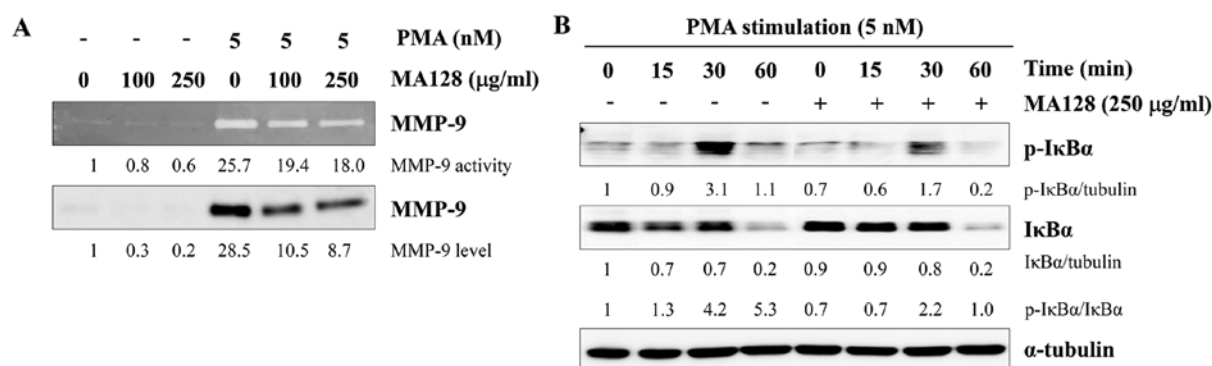 A
- - - 5 5 5 PMA (nM)
0 100 250 0 100 250 MA128 (μg/ml)
MMP-9
1 0.8 0.6 25.7 19.4 18.0 MMP-9 activity
MMP-9
1 0.3 0.2 28.5 10.5 8.7 MMP-9 level
B
PMA stimulation (5 nM)
0 15 30 60 0 15 30 60 Time (min)
- - - - + + + + MA128 (250 μg/ml)
p-IκBα
1 0.9 3.1 1.1 0.7 0.6 1.7 0.2 p-IκBα/tubulin
IκBα
1 0.7 0.7 0.2 0.9 0.9 0.8 0.2 IκBα/tubulin
1 1.3 4.2 5.3 0.7 0.7 2.2 1.0 p-IκBα/IκBα
α-tubulin